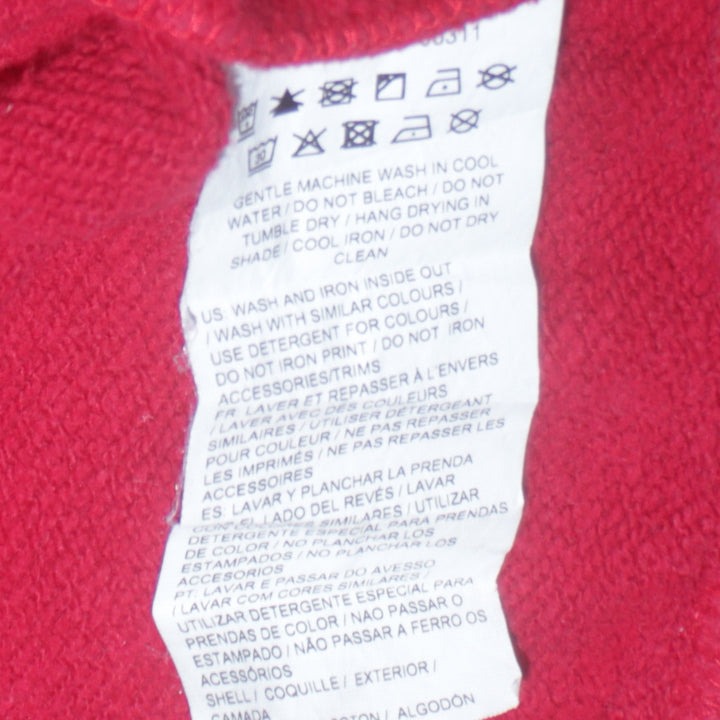 00311
30
GENTLE MACHINE WASH IN COOL
WATER / DO NOT BLEACH / DO NOT
TUMBLE DRY / HANG DRYING IN
SHADE / COOL IRON / DO NOT DRY
CLEAN
US: WASH AND IRON INSIDE OUT
/ WASH WITH SIMILAR COLOURS /
USE DETERGENT FOR COLOURS /
DO NOT IRON PRINT / DO NOT IRON
ACCESSORIES/TRIMS
FR: LAVER ET REPASSER À L'ENVERS
/ LAVER AVEC DES COULEURS
SIMILAIRES / UTILISER DÉTERGEANT
POUR COULEUR / NE PAS REPASSER
LES IMPRIMÉS / NE PAS REPASSER LES
ACCESSOIRES
ES: LAVAR Y PLANCHAR LA PRENDA
LADO DEL REVÉS / LAVAR
SIMILARES / UTILIZAR
DETERGENTE ESPECIAL PARA PRENDAS
DE COLOR / NO PLANCHAR LOS
ESTAMPADOS / NO PLANCHAR LOS
ACCESORIOS
PT: LAVAR E PASSAR DO AVESSO
/ LAVAR COM CORES SIMILARES /
UTILIZAR DETERGENTE ESPECIAL PARA
PRENDAS DE COLOR / NAO PASSAR O
ESTAMPADO / NÃO PASSAR A FERRO OS
ACESSÓRIOS
SHELL / COQUILLE / EXTERIOR /
CAMADA ALGODÓN /